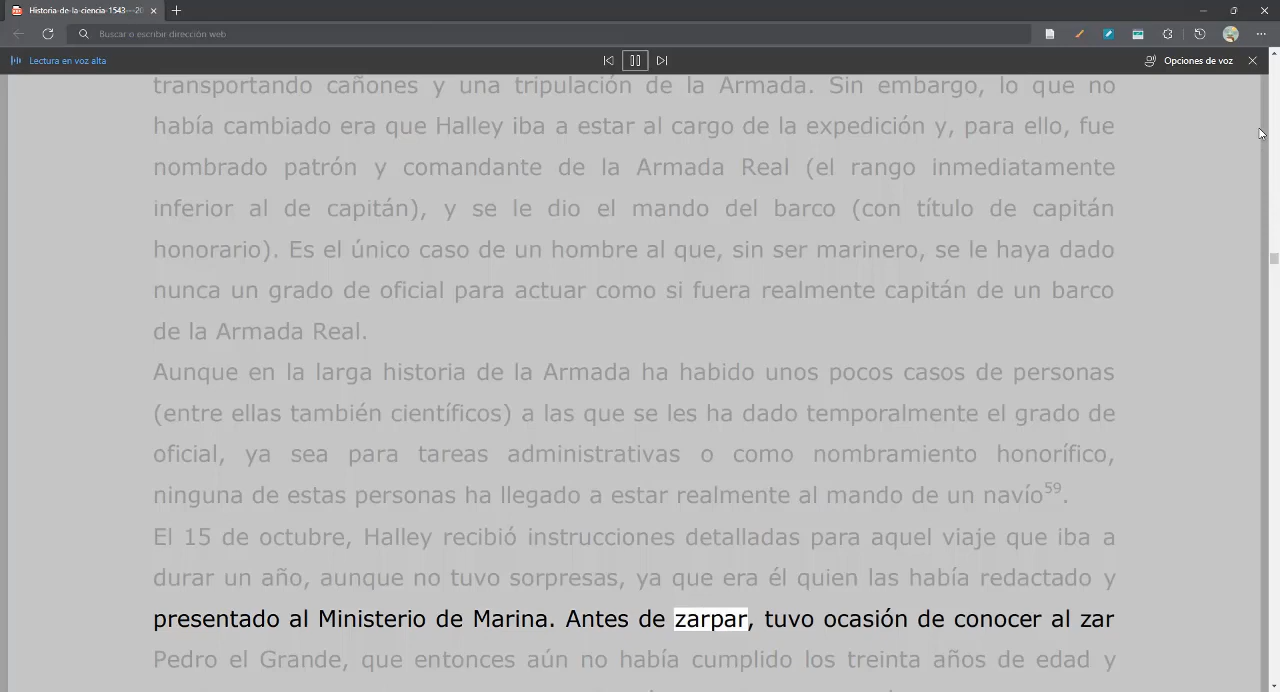 Historia-de-la-ciencia-1543---20
Buscar o escribir dirección web
Lectura en voz alta
Opciones de voz
transportando cañones y una tripulación de la Armada. Sin embargo, lo que no
había cambiado era que Halley iba a estar al cargo de la expedición y, para ello, fue
nombrado patrón y comandante de la Armada Real (el rango inmediatamente
inferior al de capitán), y se le dio el mando del barco (con título de capitán
honorario). Es el único caso de un hombre al que, sin ser marinero, se le haya dado
nunca un grado de oficial para actuar como si fuera realmente capitán de un barco
de la Armada Real.
Aunque en la larga historia de la Armada ha habido unos pocos casos de personas
(entre ellas también científicos) a las que se les ha dado temporalmente el grado de
oficial, ya sea para tareas administrativas o como nombramiento honorífico,
ninguna de estas personas ha llegado a estar realmente al mando de un navío59.
El 15 de octubre, Halley recibió instrucciones detalladas para aquel viaje que iba a
durar un año, aunque no tuvo sorpresas, ya que era él quien las había redactado y
presentado al Ministerio de Marina. Antes de zarpar, tuvo ocasión de conocer al zar
Pedro el Grande, que entonces aún no había cumplido los treinta años de edad y